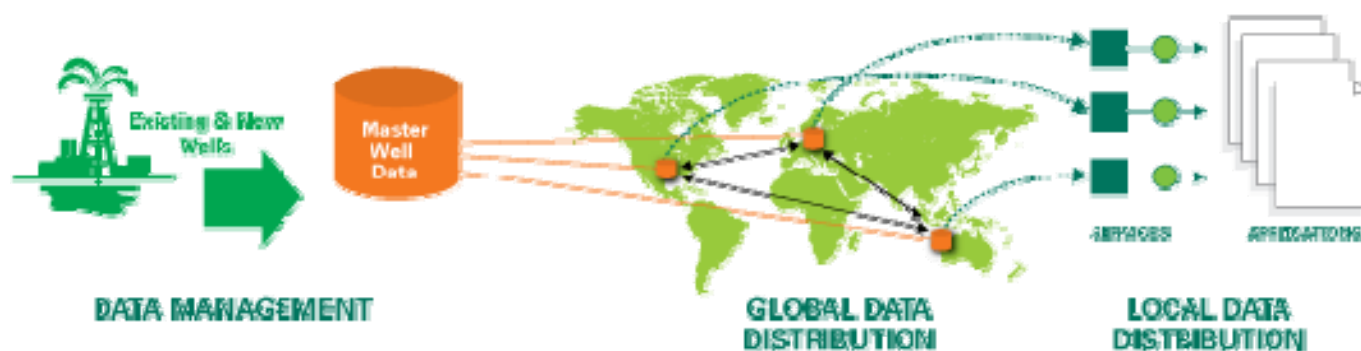 Existing & New
Wells
Master
Well
Data
SERVICES
APPLICATIONS
DATA MANAGEMENT
GLOBAL DATA
DISTRIBUTION
LOCAL DATA
DISTRIBUTION